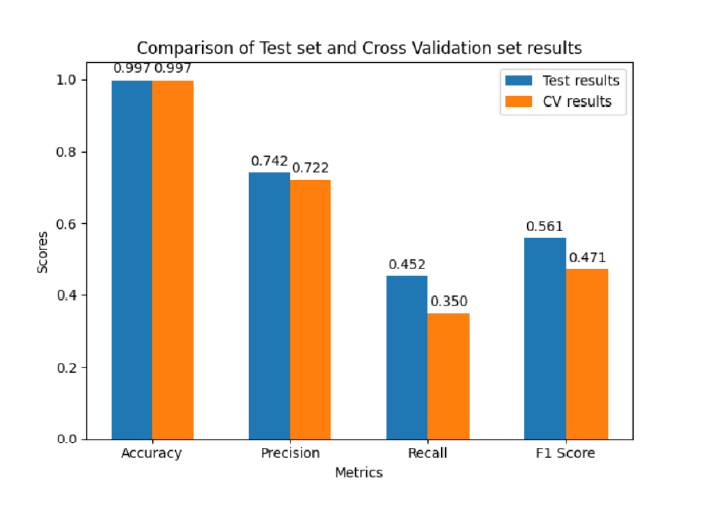 Comparison of Test set and Cross Validation set results
0.997 0.997
1.0
Test results
CV results
0.8
0.742
0.722
0.6
0.561
0.471
Scores
0.452
0.4
0.350
0.2
0.0
Accuracy Precision Recall F1 Score
Metrics